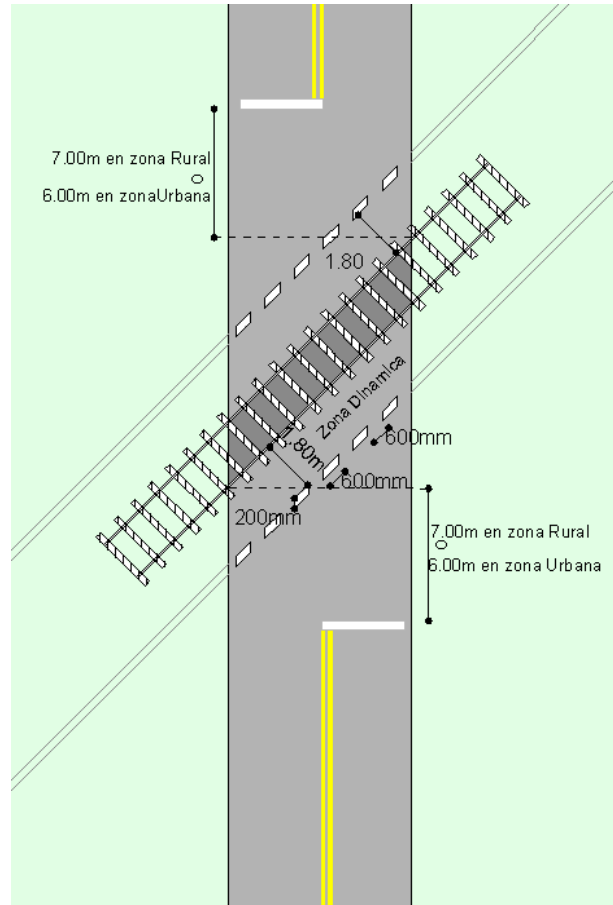 7.00m en zona Rural
O
6.00m en zonaUrbana
1.80
Zona Dinamica
1.80m
600mm
600mm
200mm
7.00m en zona Rural
O
6.00m en zona Urbana